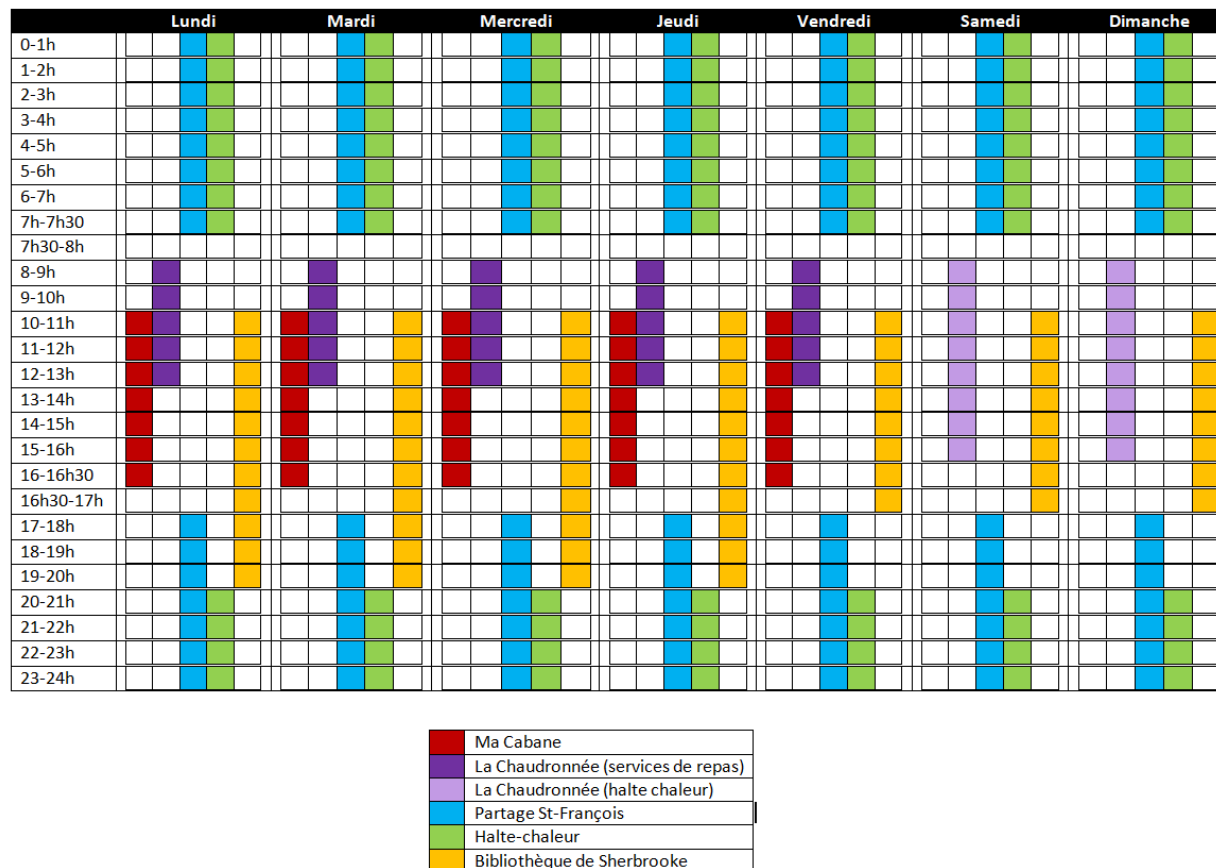 Lundi Mardi Mercredi Jeudi Vendredi Samedi Dimanche
0-1h
1-2h
2-3h
3-4h
4-5h
5-6h
6-7h
7h-7h30
7h30-8h
8-9h
9-10h
10-11h
11-12h
12-13h
13-14h
14-15h
15-16h
16-16h30
16h30-17h
17-18h
18-19h
19-20h
20-21h
21-22h
22-23h
23-24h
Ma Cabane
La Chaudronnée (services de repas)
La Chaudronnée (halte chaleur)
Partage St-François
Halte-chaleur
Bibliothèque de Sherbrooke